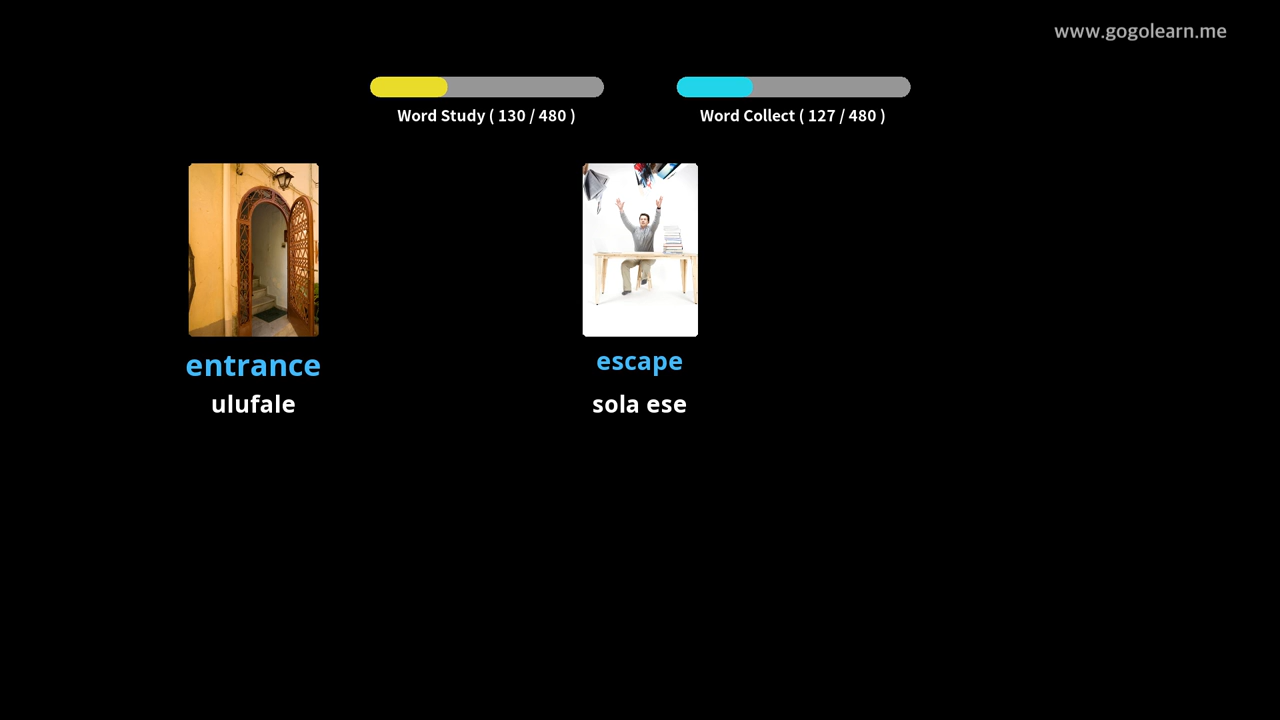 www.gogolearn.me
Word Study ( 130 / 480 )
Word Collect ( 127 / 480 )
entrance
ulufale
escape
sola ese